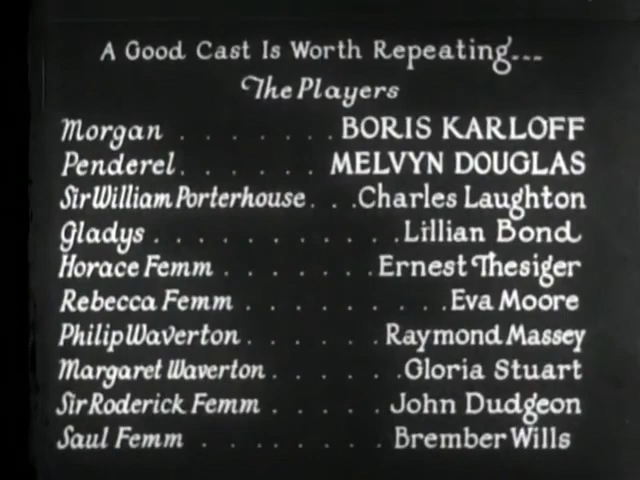 A Good Cast Is Worth Repeating...
The Players
Morgan . . . . . . . BORIS KARLOFF
Penderel . . . . . . MELVYN DOUGLAS
Sir William Porterhouse . . . Charles Laughton
Gladys . . . . . . . . . . . Lillian Bond
Horace Femm . . . . . . . Ernest Thesiger
Rebecca Femm . . . . . . . . . Eva Moore
Philip Waverton . . . . . . Raymond Massey
Margaret Waverton . . . . . . Gloria Stuart
Sir Roderick Femm . . . . . John Dudgeon
Saul Femm . . . . . . . . Brember Wills